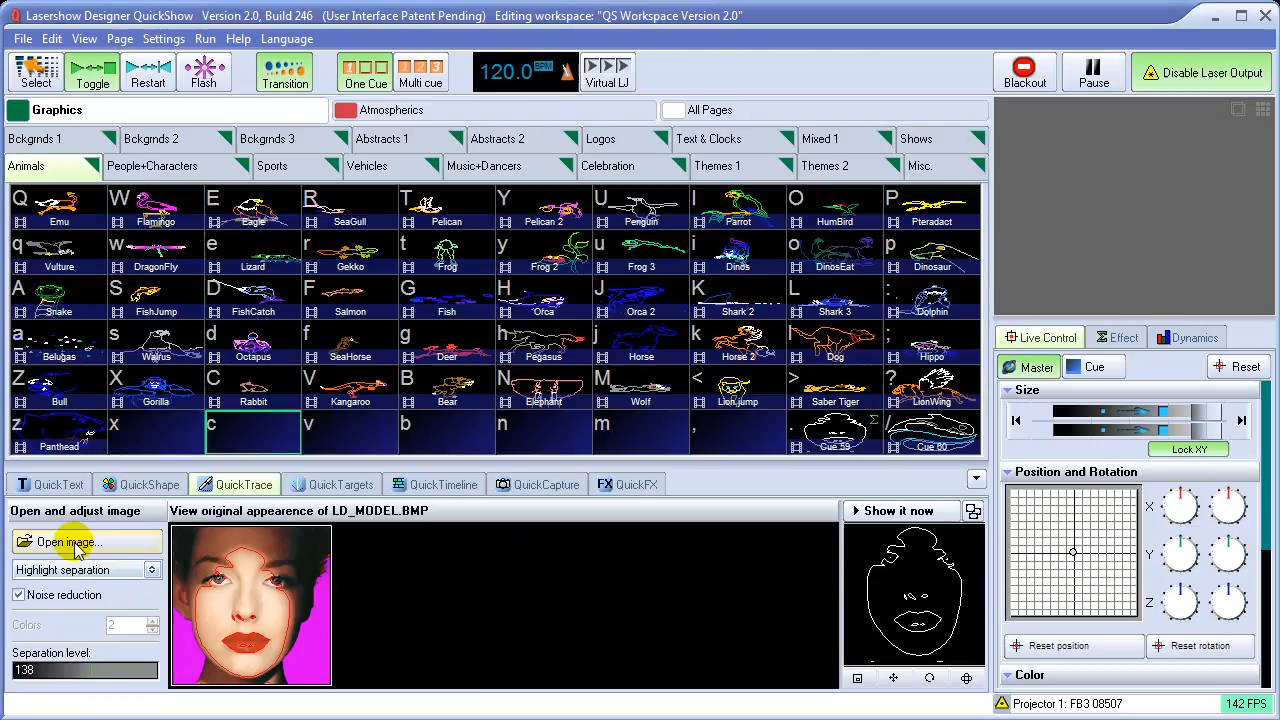 Lasershow Designer QuickShow   Version 2.0, Build 246   (User Interface Patent Pending)   Editing workspace: "QS Workspace Version 2.0"
File Edit View Page Settings Run Help Language
Select Toggle Restart Flash Transition One Cue Multi cue 120.0 BPM Virtual LJ Blackout Pause Disable Laser Output
Graphics Atmospherics All Pages
Bckgrnds 1 Bckgrnds 2 Bckgrnds 3 Abstracts 1 Abstracts 2 Logos Text & Clocks Mixed 1 Shows
Animals People+Characters Sports Vehicles Music+Dancers Celebration Themes 1 Themes 2 Misc.
Q W E R T Y U I O P
Emu Flamingo Eagle SeaGull Pelican Pelican 2 Penguin Parrot HumBird Pteradact
q w e r t y u i o p
Vulture DragonFly Lizard Gekko Frog Frog 2 Frog 3 Dinos DinosEat Dinosaur
A S D F G H J K L :
Snake FishJump FishCatch Salmon Fish Orca Orca 2 Shark 2 Shark 3 Dolphin
a s d f g h j k l ;
Belugas Walrus Octapus SeaHorse Deer Pegasus Horse Horse 2 Dog Hippo
Z X C V B N M < > ?
Bull Gorilla Rabbit Kangaroo Bear Elephant Wolf LionJump Saber Tiger LionWing
z x c v b n m , . /
Panthead Cue 59 Cue 60
QuickText QuickShape QuickTrace QuickTargets QuickTimeline QuickCapture FX QuickFX
Open and adjust image View original appearence of LD_MODEL.BMP Show it now
Open image...
Highlight separation
Noise reduction
Colors 2
Separation level:
138
Live Control Effect Dynamics
Master Cue Reset
Size
Lock XY
Position and Rotation
X
Y
Z
Reset position Reset rotation
Color
Projector 1: FB3 08507 142 FPS